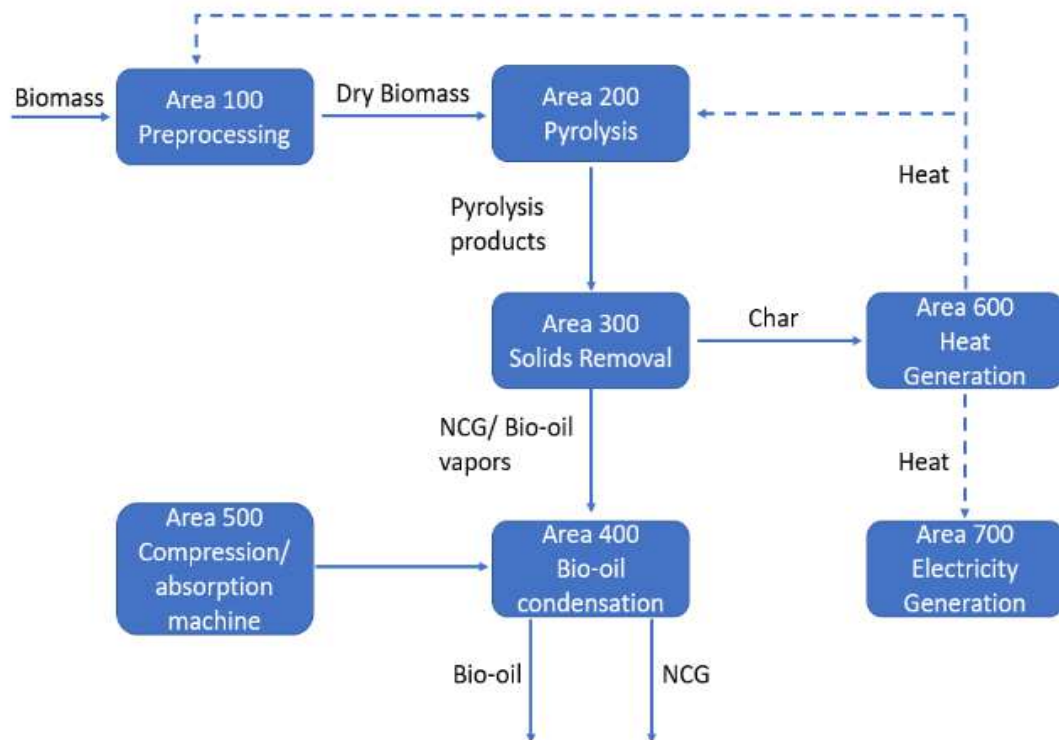 Biomass
Area 100
Preprocessing
Dry Biomass
Area 200
Pyrolysis
Heat
Pyrolysis
products
Area 300
Solids Removal
Char
Area 600
Heat
Generation
NCG/ Bio-oil
vapors
Heat
Area 500
Compression/
absorption
machine
Area 400
Bio-oil
condensation
Area 700
Electricity
Generation
Bio-oil
NCG